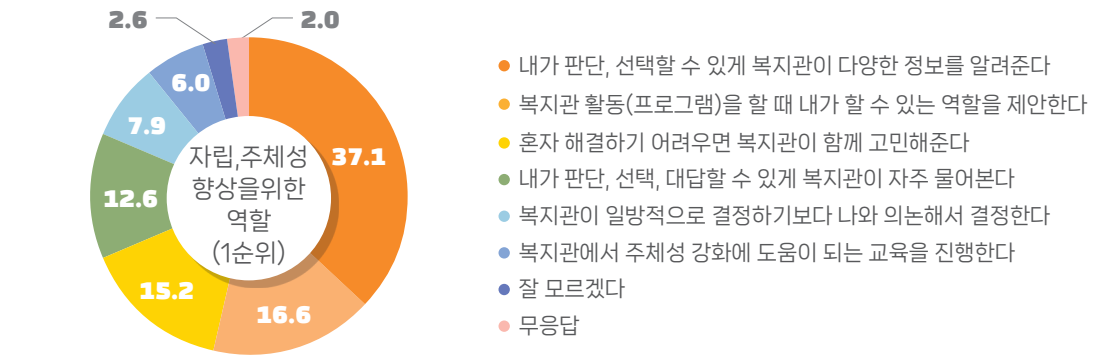 2.6
2.0
6.0
7.9
37.1
12.6
15.2
16.6
자립,주체성
향상을위한
역할
(1순위)
내가 판단, 선택할 수 있게 복지관이 다양한 정보를 알려준다
복지관 활동(프로그램)을 할 때 내가 할 수 있는 역할을 제안한다
혼자 해결하기 어려우면 복지관이 함께 고민해준다
내가 판단, 선택, 대답할 수 있게 복지관이 자주 물어본다
복지관이 일방적으로 결정하기보다 나와 의논해서 결정한다
복지관에서 주체성 강화에 도움이 되는 교육을 진행한다
잘 모르겠다
무응답